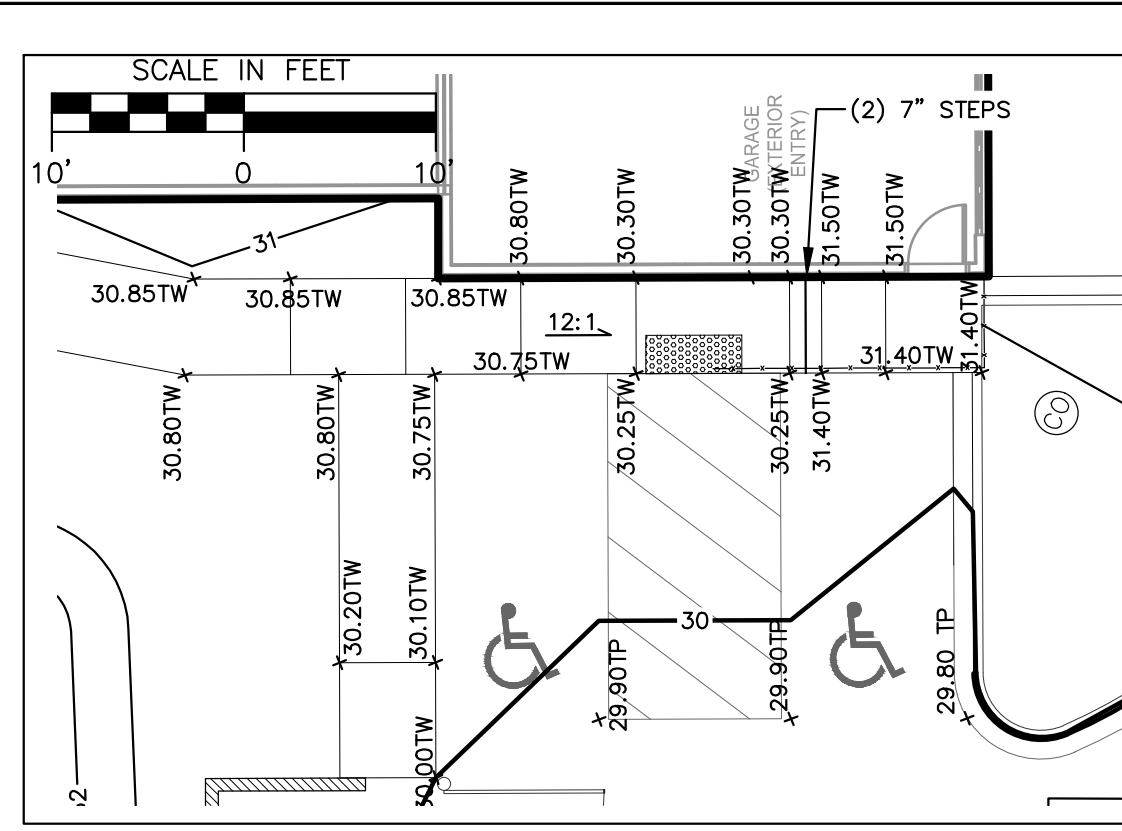 SCALE IN FEET
10' 0 10'
(2) 7" STEPS
GARAGE
(EXTERIOR
ENTRY)
30.80TW
30.30TW
30.30TW
30.30TW
31.50TW
31.50TW
31
30.85TW
30.85TW
30.85TW
12:1
30.75TW
31.40TW
31.40TW
30.80TW
30.80TW
30.75TW
30.25TW
30.25TW
31.40TW
CO
30.20TW
30.10TW
30
29.90TP
29.90TP
29.80 TP
30.00TW